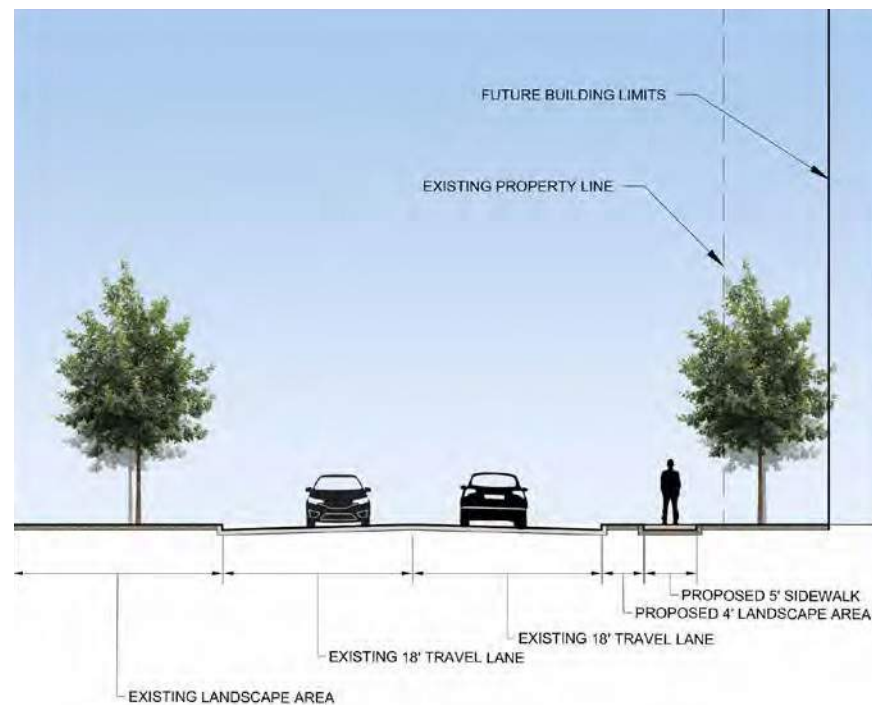 FUTURE BUILDING LIMITS
EXISTING PROPERTY LINE
PROPOSED 5' SIDEWALK
PROPOSED 4' LANDSCAPE AREA
EXISTING 18' TRAVEL LANE
EXISTING 18' TRAVEL LANE
EXISTING LANDSCAPE AREA